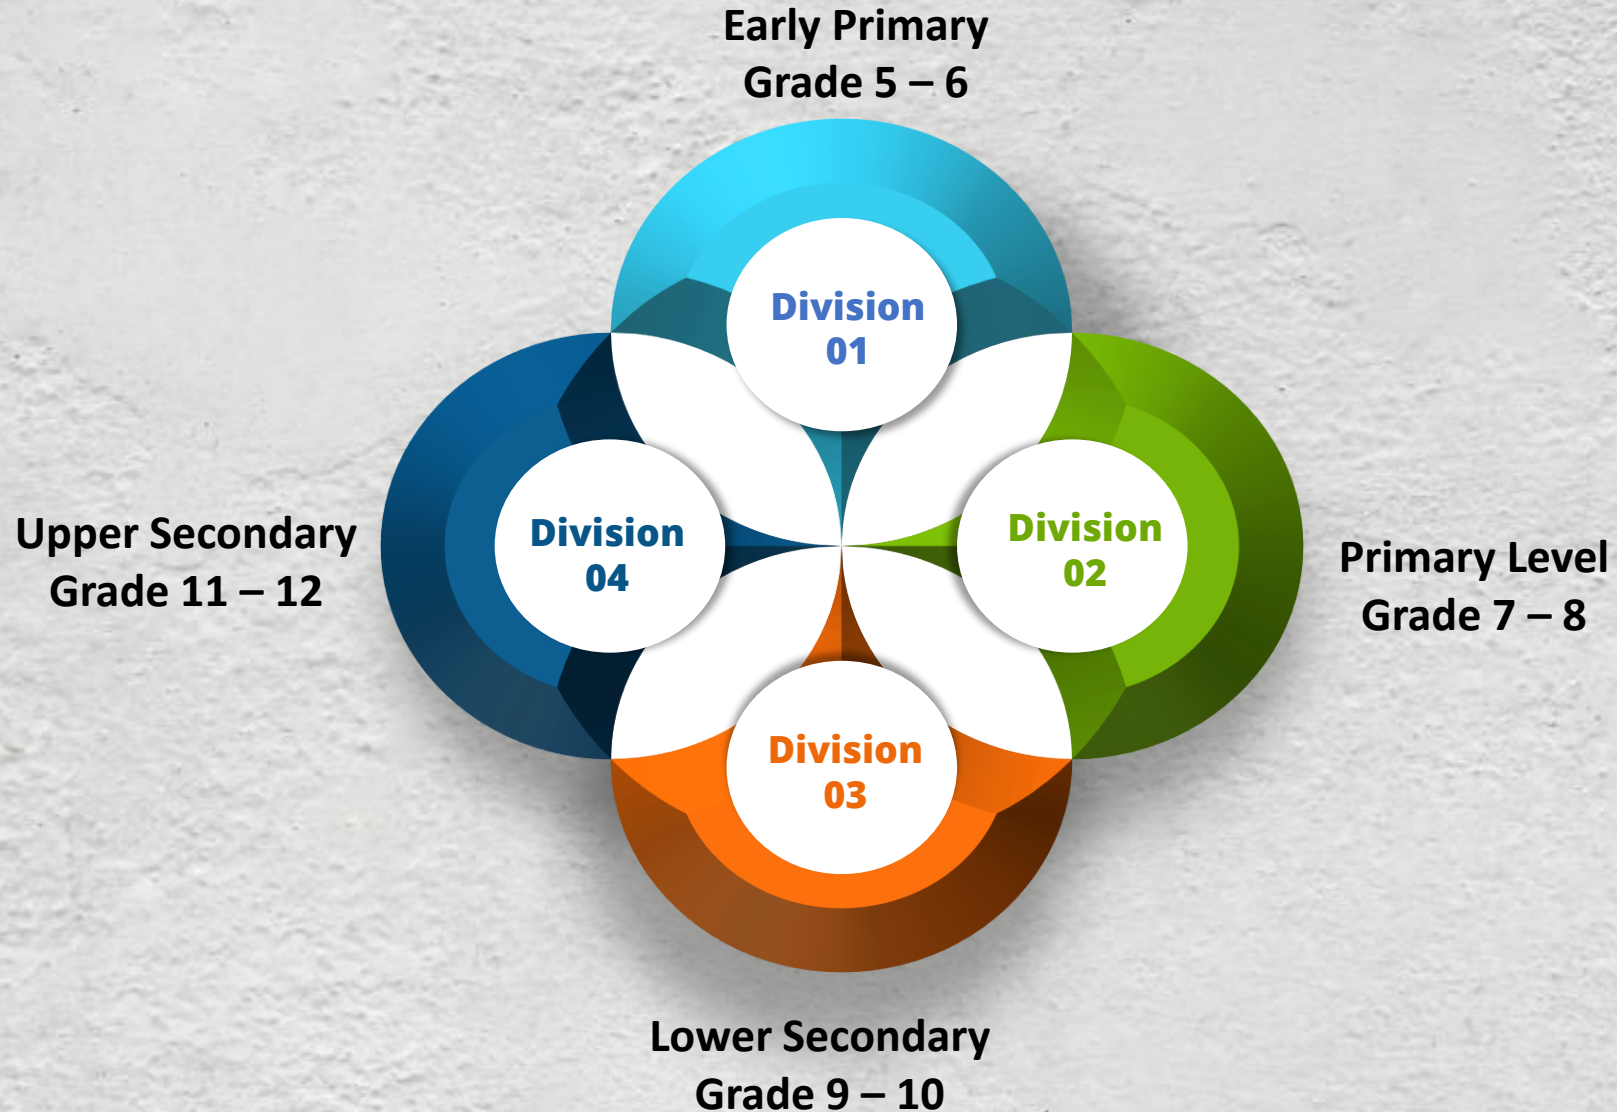 Early Primary
Grade 5 – 6
Division
01
Division
02
Primary Level
Grade 7 – 8
Division
03
Lower Secondary
Grade 9 – 10
Division
04
Upper Secondary
Grade 11 – 12